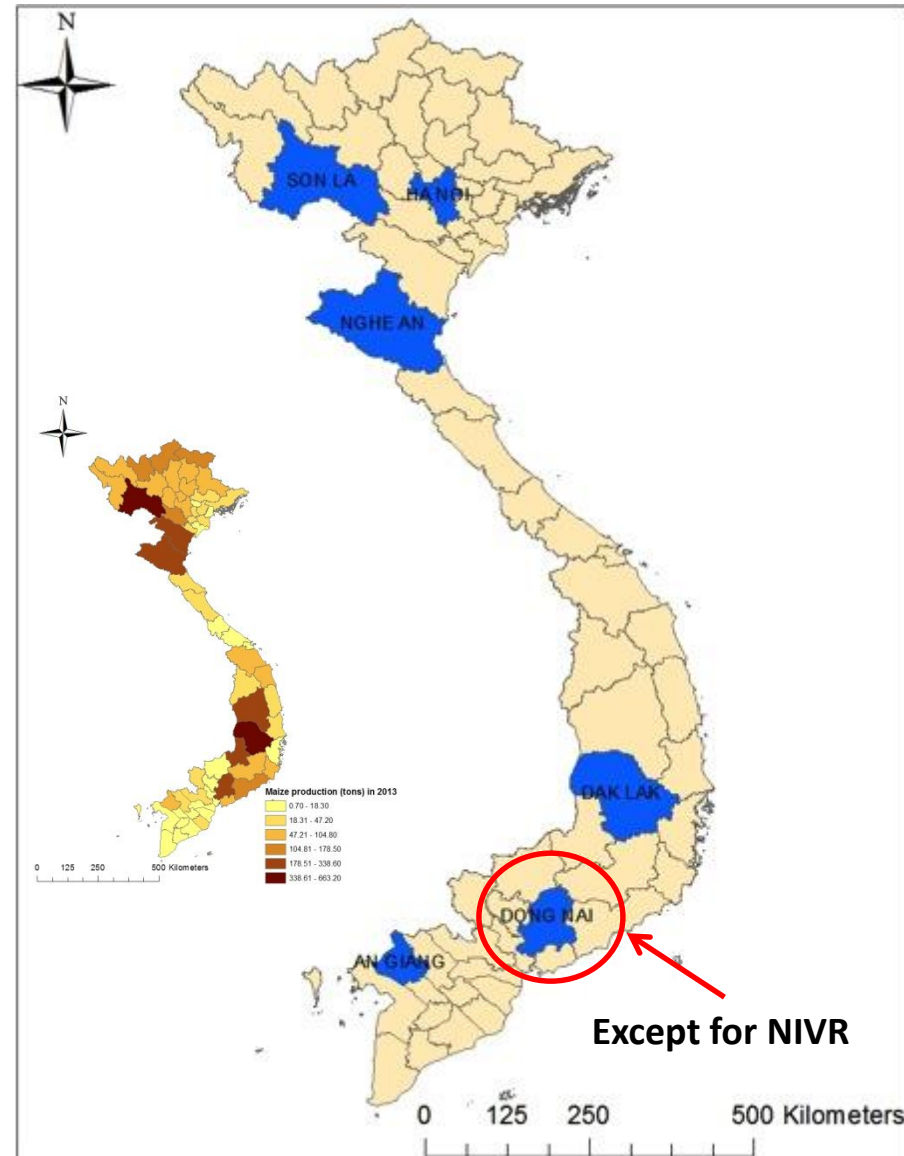 N
SON LA
HANOI
NGHE AN
N
DAK LAK
Maize production (tons) in 2013
0.70 - 18.30
18.31 - 47.20
47.21 - 104.80
104.81 - 178.50
178.51 - 338.60
338.61 - 663.20
0 125 250 500 Kilometers
DONG NAI
AN GIANG
Except for NIVR
0 125 250 500 Kilometers